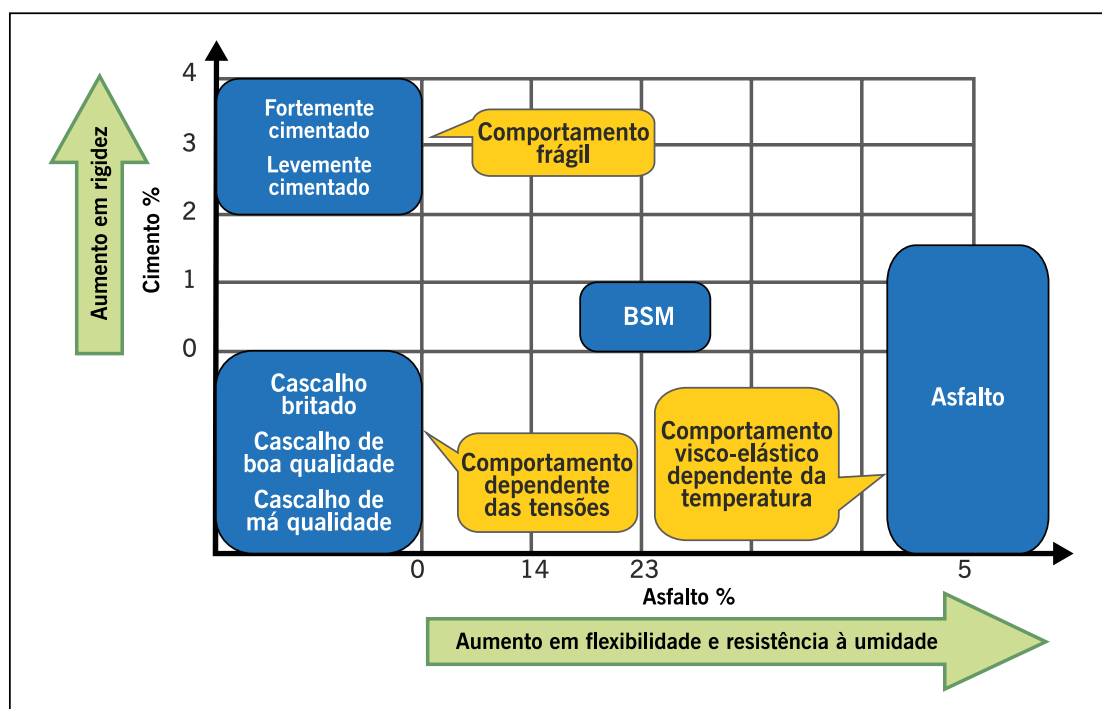 Aumento em rigidez
Cimento %
4
3
2
1
0
Fortemente
cimentado
Levemente
cimentado
Comportamento
frágil
BSM
Cascalho
britado
Cascalho de
boa qualidade
Cascalho de
má qualidade
Comportamento
dependente
das tensões
Comportamento
visco-elástico
dependente da
temperatura
Asfalto
0
14
23
5
Asfalto %
Aumento em flexibilidade e resistência à umidade